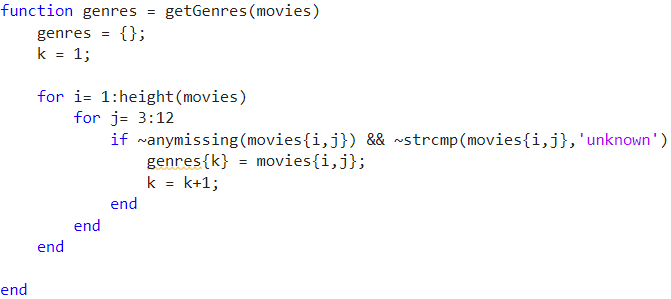 function genres = getGenres(movies)
    genres = {};
    k = 1;

    for i= 1:height(movies)
        for j= 3:12
            if ~anymissing(movies{i,j}) && ~strcmp(movies{i,j},'unknown')
                genres{k} = movies{i,j};
                k = k+1;
            end
        end
    end

end